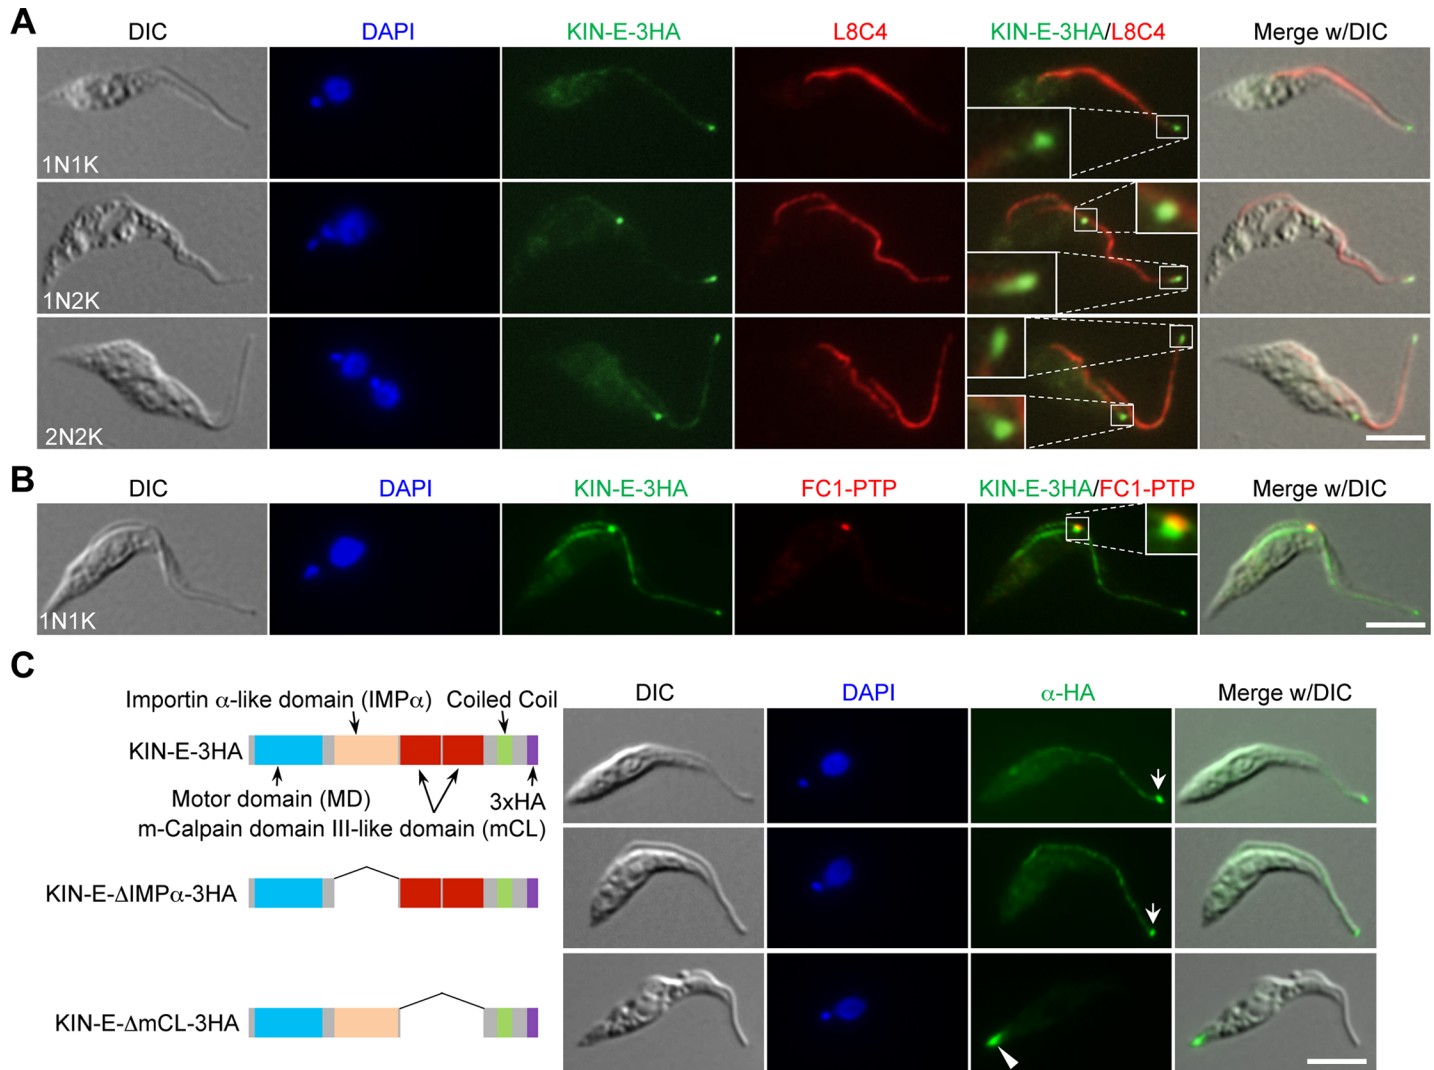 A
DIC DAPI KIN-E-3HA L8C4 KIN-E-3HA/L8C4 Merge w/DIC
1N1K
1N2K
2N2K
B
DIC DAPI KIN-E-3HA FC1-PTP KIN-E-3HA/FC1-PTP Merge w/DIC
1N1K
C
DIC DAPI α-HA Merge w/DIC
Importin α-like domain (IMPα) Coiled Coil
KIN-E-3HA
Motor domain (MD) 3xHA
m-Calpain domain III-like domain (mCL)
KIN-E-ΔIMPα-3HA
KIN-E-ΔmCL-3HA